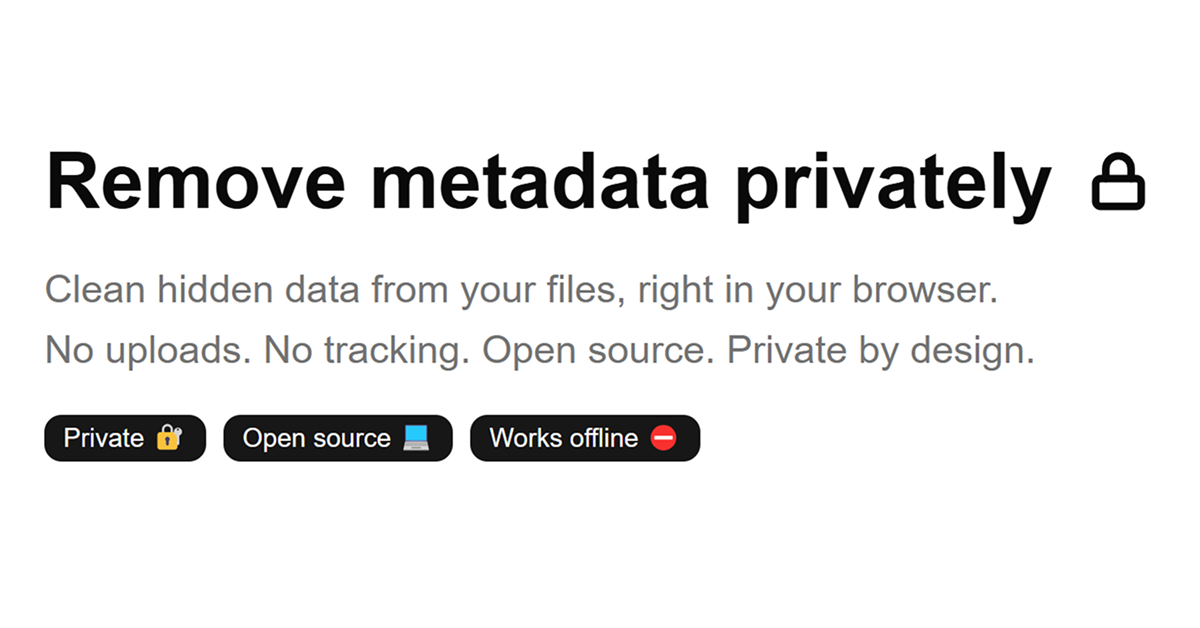 Remove metadata privately
Clean hidden data from your files, right in your browser.
No uploads. No tracking. Open source. Private by design.
Private 🔐 Open source 💻 Works offline ⛔